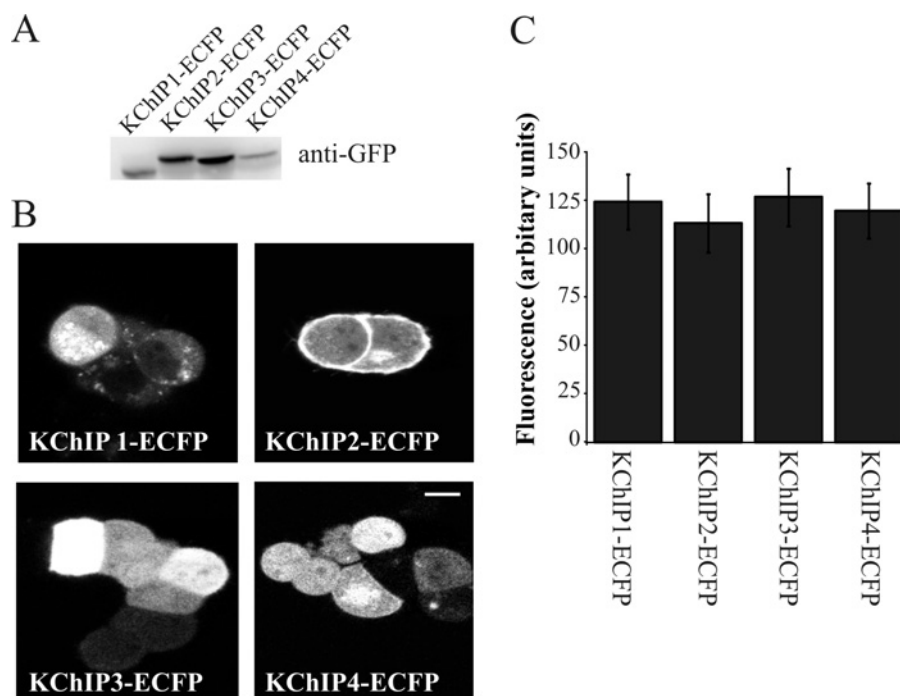 A
KChIP1-ECFP
KChIP2-ECFP
KChIP3-ECFP
KChIP4-ECFP
anti-GFP
B
KChIP 1-ECFP
KChIP2-ECFP
KChIP3-ECFP
KChIP4-ECFP
C
Fluorescence (arbitary units)
150
125
100
75
50
25
0
KChIP1-ECFP
KChIP2-ECFP
KChIP3-ECFP
KChIP4-ECFP